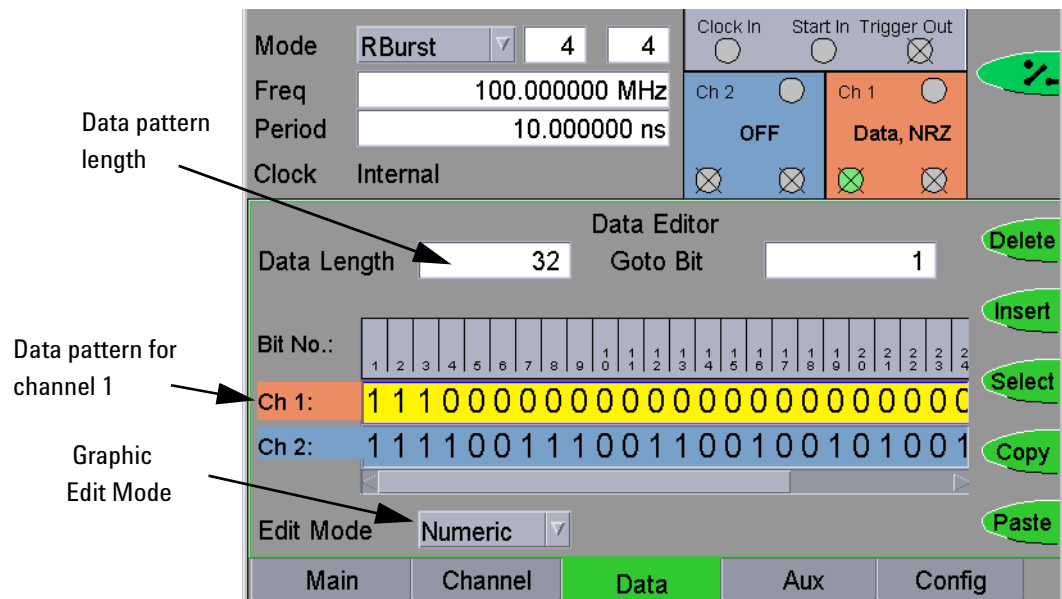 Mode RBurst 4 4
Freq 100.000000 MHz
Period 10.000000 ns
Clock Internal
Clock In Start In Trigger Out
Ch 2 Ch 1
OFF Data, NRZ
Data pattern
length
Data Editor
Data Length 32 Goto Bit 1
Delete
Insert
Select
Copy
Paste
Bit No.: 1 2 3 4 5 6 7 8 9 10 11 12 13 14 15 16 17 18 19 20 21 22 23 24
Data pattern for
channel 1
Ch 1: 1 1 1 0 0 0 0 0 0 0 0 0 0 0 0 0 0 0 0 0 0 0 0 0
Ch 2: 1 1 1 1 0 0 1 1 1 0 0 1 1 0 0 1 0 0 1 0 1 0 0 1
Graphic
Edit Mode
Edit Mode Numeric
Main Channel Data Aux Config